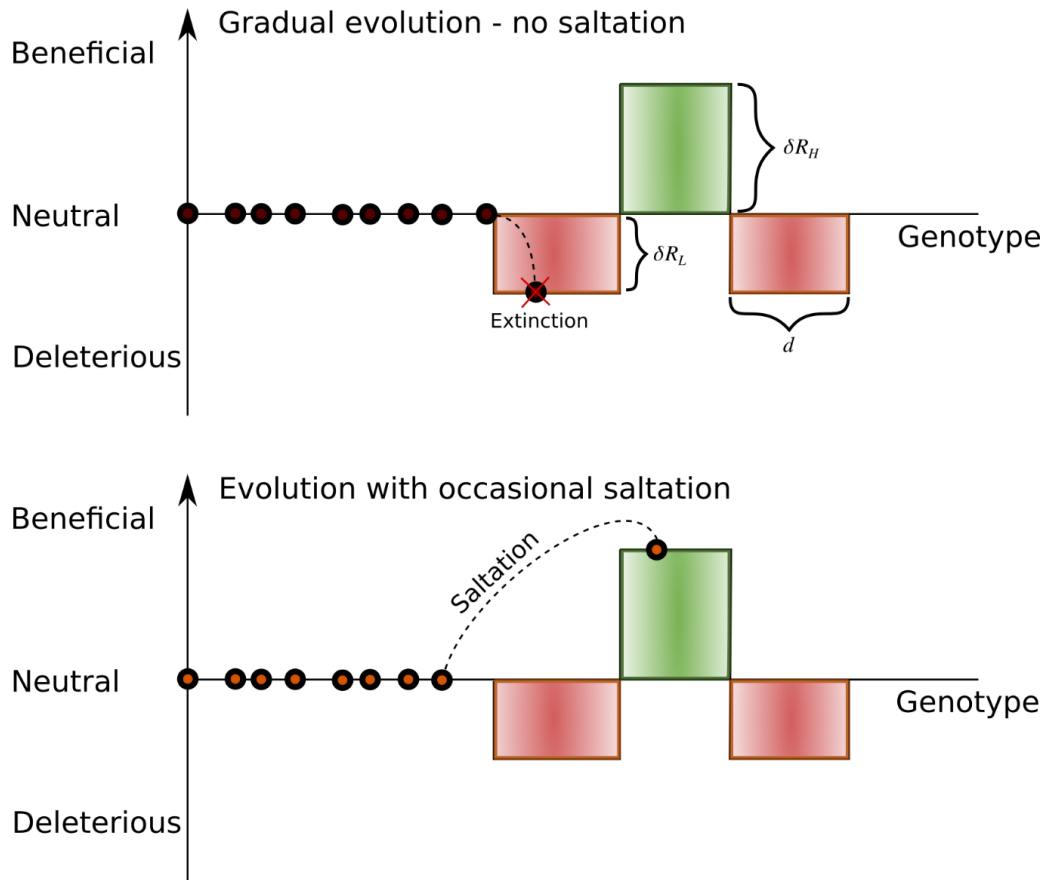 Gradual evolution - no saltation
Beneficial
δR_H
Neutral
Genotype
δR_L
Extinction
d
Deleterious
Evolution with occasional saltation
Beneficial
Saltation
Neutral
Genotype
Deleterious